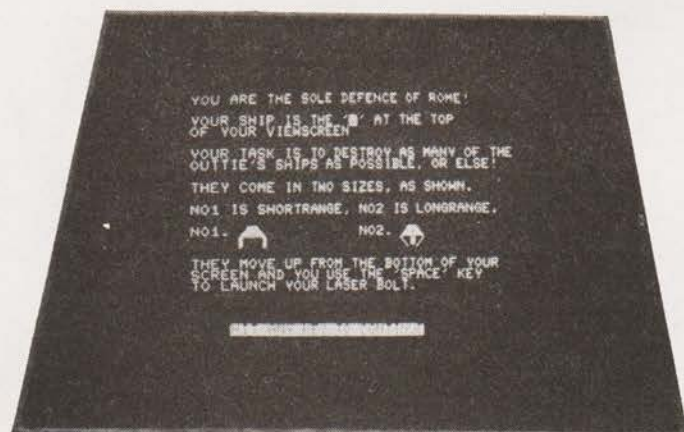 YOU ARE THE SOLE DEFENCE OF ROME!
YOUR SHIP IS THE ' ' AT THE TOP
OF YOUR VIEWSCREEN
YOUR TASK IS TO DESTROY AS MANY OF THE
OUTTIE'S SHIPS AS POSSIBLE, OR ELSE!
THEY COME IN TWO SIZES, AS SHOWN.
NO1 IS SHORTRANGE, NO2 IS LONGRANGE.
NO1. NO2.
THEY MOVE UP FROM THE BOTTOM OF YOUR
SCREEN AND YOU USE THE 'SPACE' KEY
TO LAUNCH YOUR LASER BOLT.